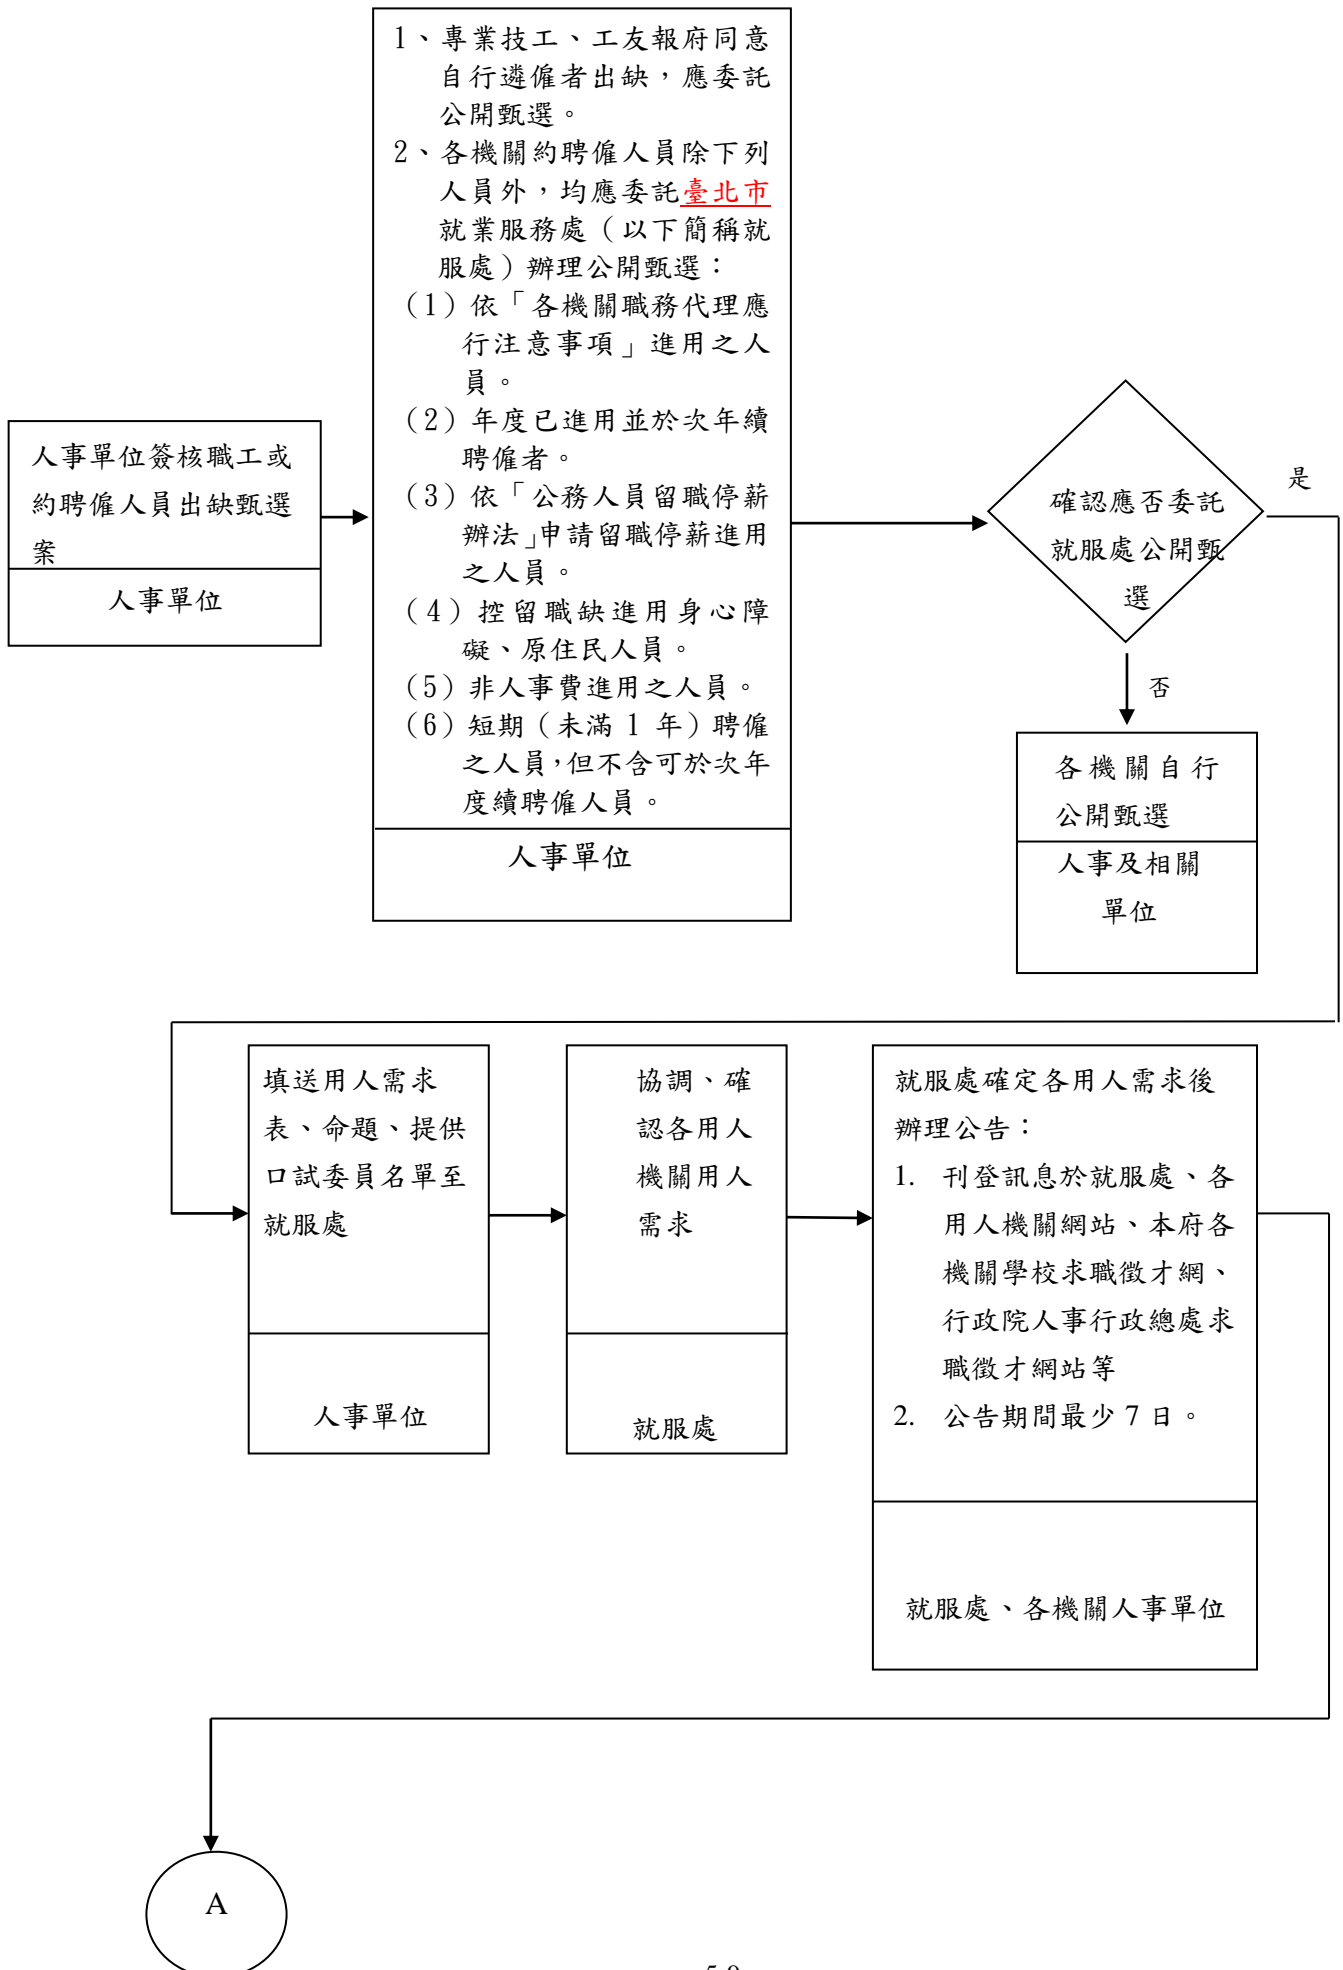 1、專業技工、工友報府同意
自行遴僱者出缺，應委託
公開甄選。
2、各機關約聘僱人員除下列
人員外，均應委託臺北市
就業服務處（以下簡稱就
服處）辦理公開甄選：
（1）依「各機關職務代理應
行注意事項」進用之人
員。
（2）年度已進用並於次年續
聘僱者。
（3）依「公務人員留職停薪
辦法」申請留職停薪進用
之人員。
（4）控留職缺進用身心障
礙、原住民人員。
（5）非人事費進用之人員。
（6）短期（未滿 1 年）聘僱
之人員，但不含可於次年
度續聘僱人員。
人事單位
人事單位簽核職工或
約聘僱人員出缺甄選
案
人事單位
確認應否委託
就服處公開甄
選
是
否
各機關自行
公開甄選
人事及相關
單位
填送用人需求
表、命題、提供
口試委員名單至
就服處
人事單位
協調、確
認各用人
機關用人
需求
就服處
就服處確定各用人需求後
辦理公告：
1. 刊登訊息於就服處、各
用人機關網站、本府各
機關學校求職徵才網、
行政院人事行政總處求
職徵才網站等
2. 公告期間最少 7 日。
就服處、各機關人事單位
A